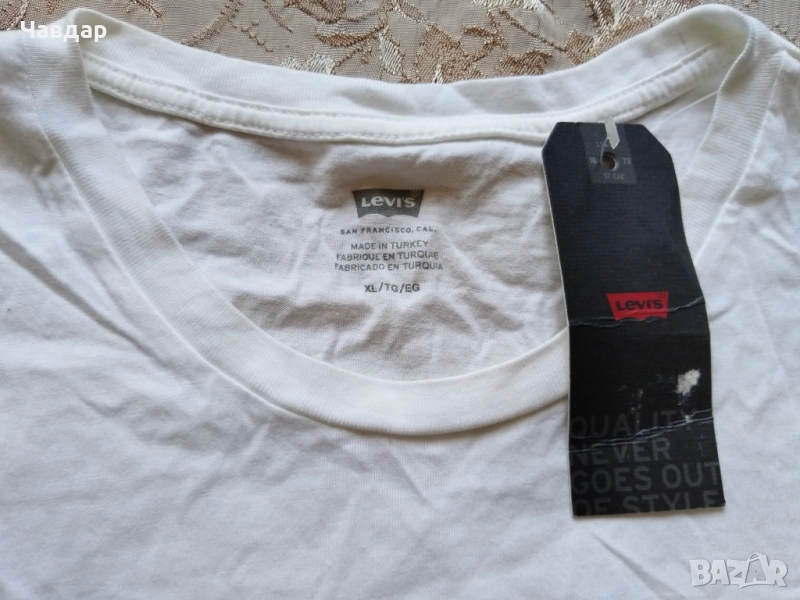 Чавдар
Levi's
SAN FRANCISCO, CAL.
MADE IN TURKEY
FABRIQUE EN TURQUIE
FABRICADO EN TURQUIA
XL/TG/EG
Levi's
QUALITY
NEVER
GOES OUT
OF STYLE
BAZAR